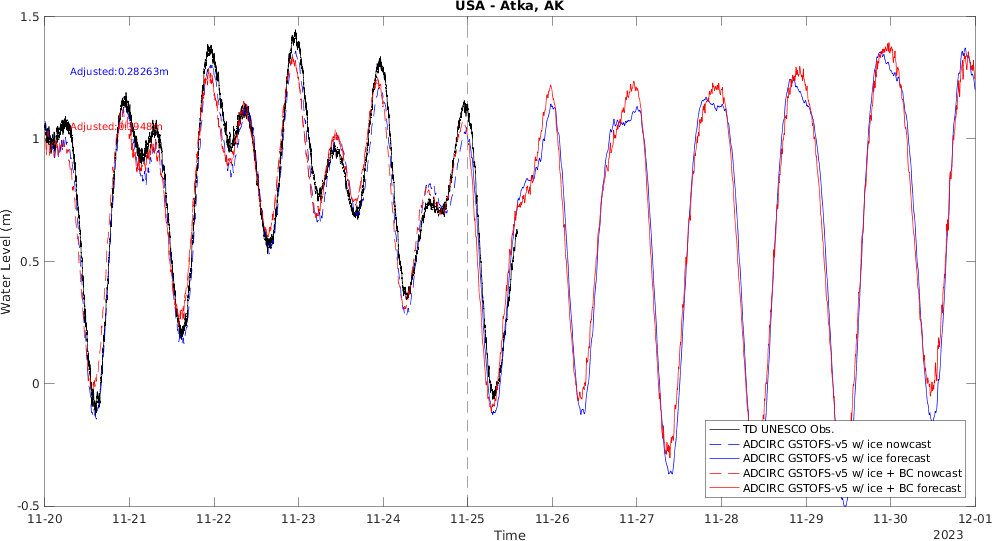 USA - Atka, AK
1.5
1
0.5
0
-0.5
Water Level (m)
Adjusted:0.28263m
TD UNESCO Obs.
ADCIRC GSTOFS-v5 w/ ice nowcast
ADCIRC GSTOFS-v5 w/ ice forecast
ADCIRC GSTOFS-v5 w/ ice + BC nowcast
ADCIRC GSTOFS-v5 w/ ice + BC forecast
11-20 11-21 11-22 11-23 11-24 11-25 11-26 11-27 11-28 11-29 11-30 12-01
Time
2023